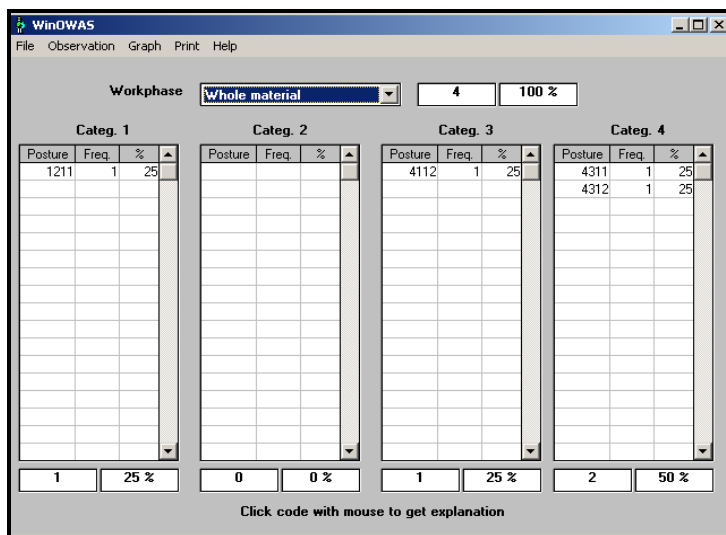 WinOWAS
File Observation Graph Print Help
Workphase Whole material 4 100 %
Categ. 1 Categ. 2 Categ. 3 Categ. 4
Posture Freq. % Posture Freq. % Posture Freq. % Posture Freq. %
1211 1 25 4112 1 25 4311 1 25
4312 1 25
1 25 % 0 0 % 1 25 % 2 50 %
Click code with mouse to get explanation